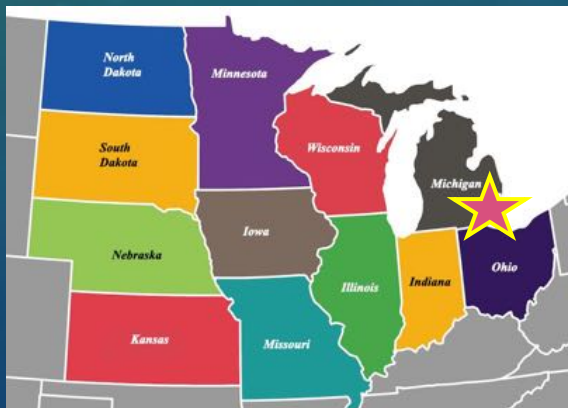 North
Dakota
Minnesota
Wisconsin
Michigan
South
Dakota
Iowa
Nebraska
Illinois
Indiana
Ohio
Kansas
Missouri